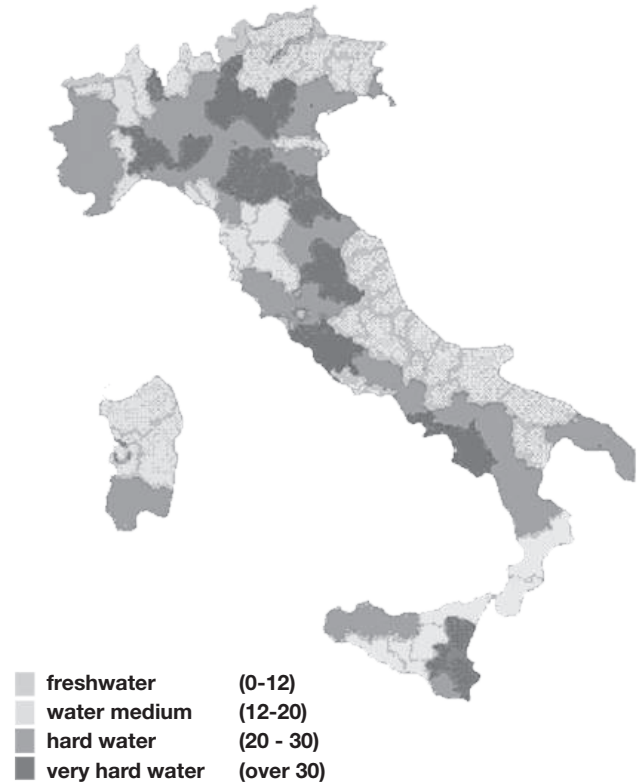 freshwater (0-12)
water medium (12-20)
hard water (20 - 30)
very hard water (over 30)